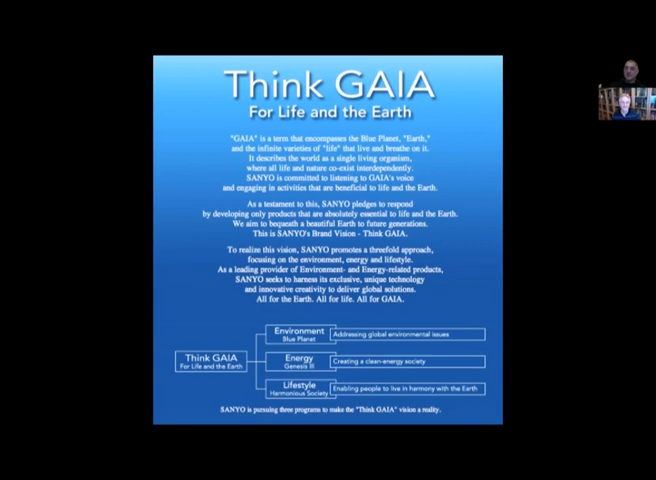 Think GAIA
For Life and the Earth
"GAIA" is a term that encompasses the Blue Planet, "Earth,"
and the infinite varieties of "life" that live and breathe on it.
It describes the world as a single living organism,
where all life and nature co-exist interdependently.
SANYO is committed to listening to GAIA's voice
and engaging in activities that are beneficial to life and the Earth.
As a testament to this, SANYO pledges to respond
by developing only products that are absolutely essential to life and the Earth.
We aim to bequeath a beautiful Earth to future generations.
This is SANYO's Brand Vision - Think GAIA.
To realize this vision, SANYO promotes a threefold approach,
focusing on the environment, energy and lifestyle.
As a leading provider of Environment- and Energy-related products,
SANYO seeks to harness its exclusive, unique technology
and innovative creativity to deliver global solutions.
All for the Earth. All for life. All for GAIA.
Think GAIA
For Life and the Earth
Environment
Blue Planet
Addressing global environmental issues
Energy
Genesis III
Creating a clean-energy society
Lifestyle
Harmonious Society
Enabling people to live in harmony with the Earth
SANYO is pursuing three programs to make the "Think GAIA" vision a reality.